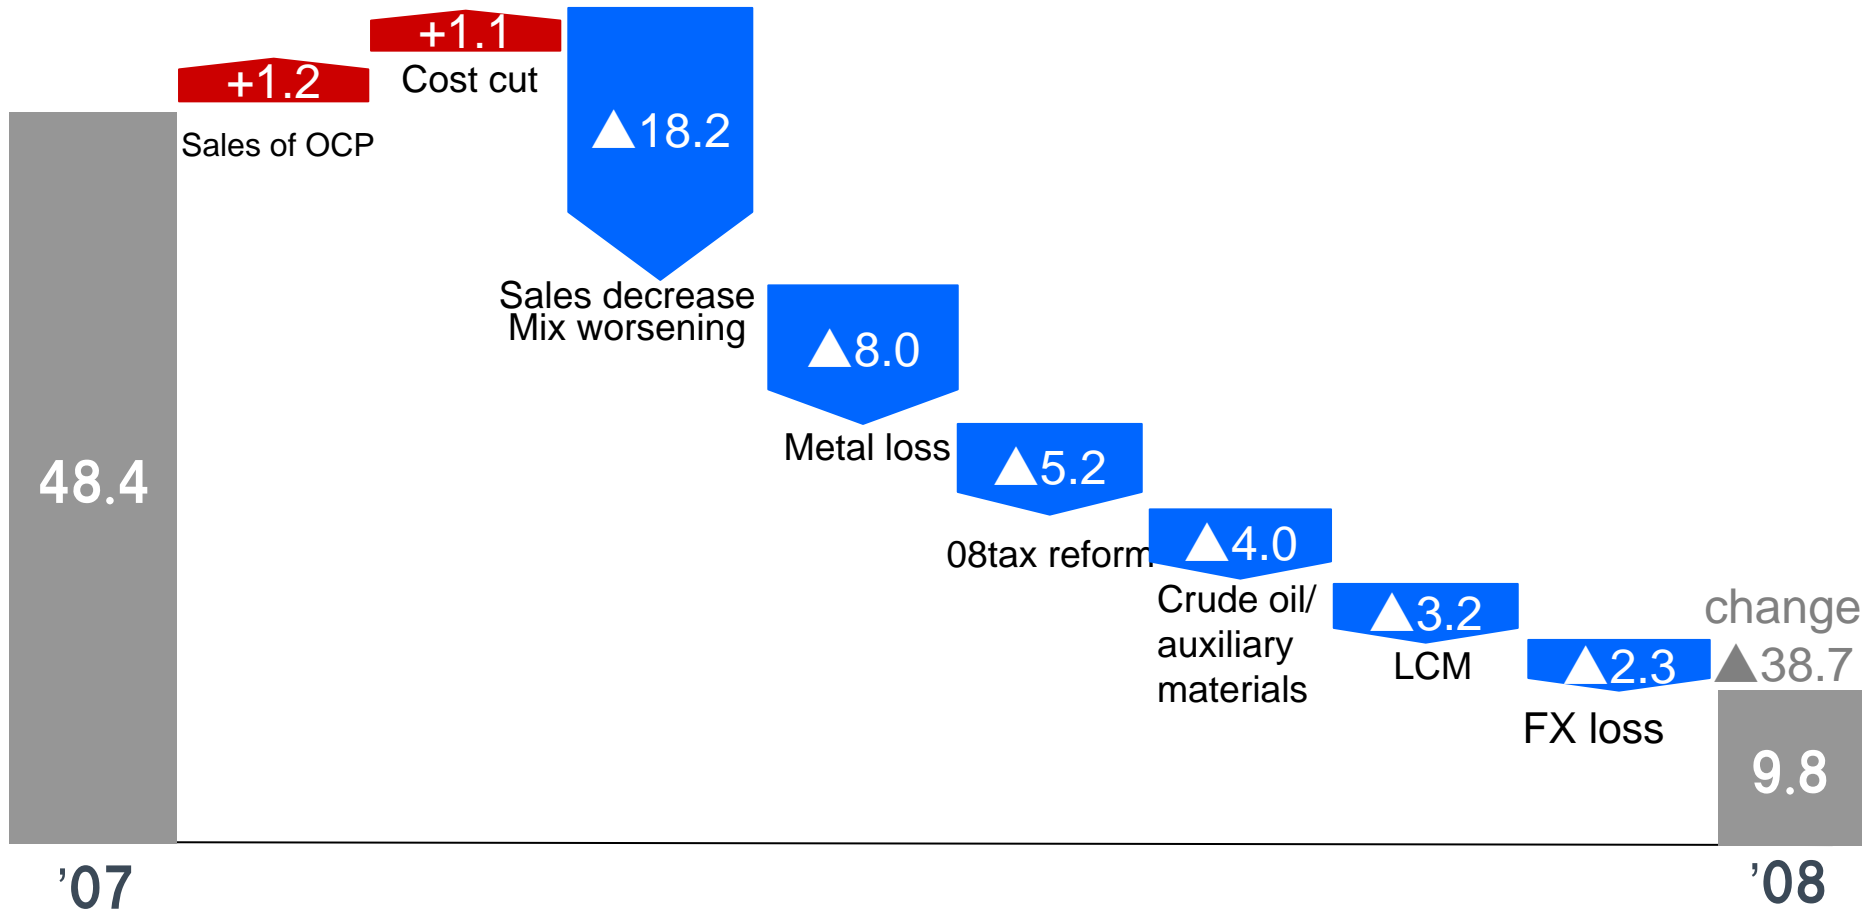 +1.1
+1.2
Cost cut
Sales of OCP
▲18.2
Sales decrease
Mix worsening
▲8.0
Metal loss
▲5.2
08tax reform
▲4.0
Crude oil/
auxiliary
materials
▲3.2
LCM
▲2.3
FX loss
change
▲38.7
48.4
9.8
’07
’08